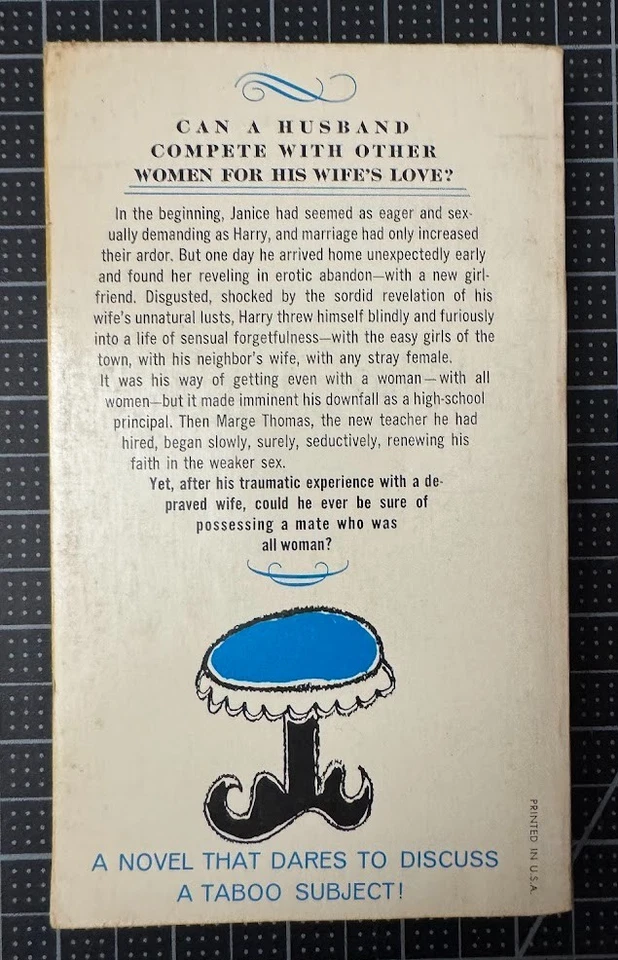 CAN A HUSBAND
COMPETE WITH OTHER
WOMEN FOR HIS WIFE'S LOVE?
In the beginning, Janice had seemed as eager and sex-
ually demanding as Harry, and marriage had only increased
their ardor. But one day he arrived home unexpectedly early
and found her reveling in erotic abandon—with a new girl-
friend. Disgusted, shocked by the sordid revelation of his
wife's unnatural lusts, Harry threw himself blindly and furiously
into a life of sensual forgetfulness—with the easy girls of the
town, with his neighbor's wife, with any stray female.
It was his way of getting even with a woman—with all
women—but it made imminent his downfall as a high-school
principal. Then Marge Thomas, the new teacher he had
hired, began slowly, surely, seductively, renewing his
faith in the weaker sex.
Yet, after his traumatic experience with a de-
praved wife, could he ever be sure of
possessing a mate who was
all woman?
A NOVEL THAT DARES TO DISCUSS
A TABOO SUBJECT!
PRINTED IN U.S.A.